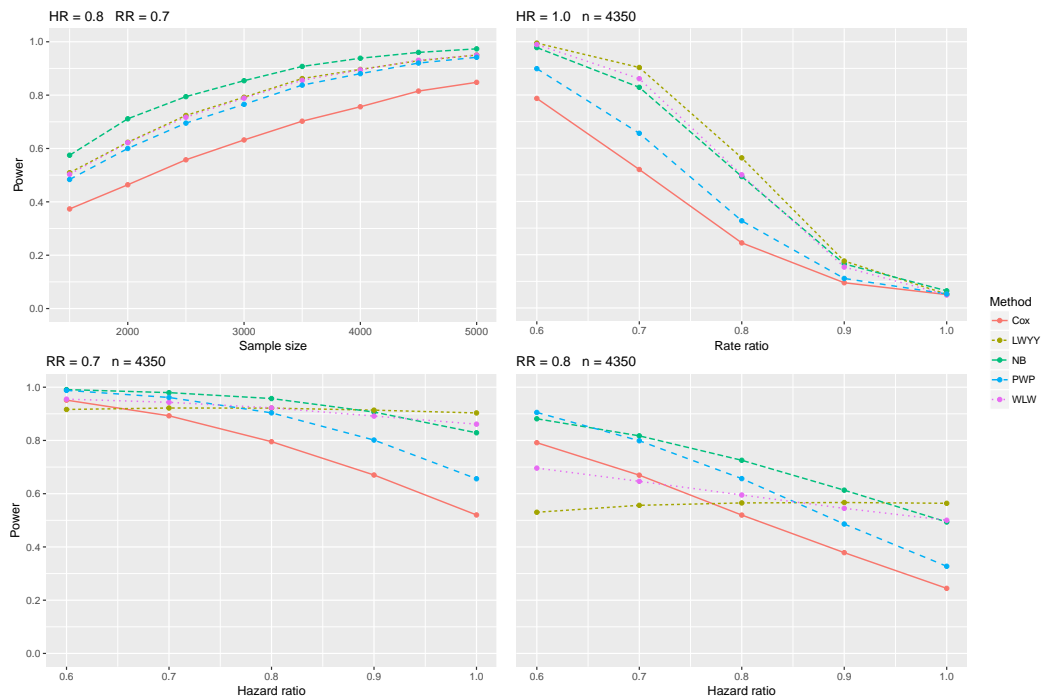 HR = 0.8 RR = 0.7
HR = 1.0 n = 4350
Power
1.0
0.8
0.6
0.4
0.2
0.0
2000 3000 4000 5000
Sample size
0.6 0.7 0.8 0.9 1.0
Rate ratio
RR = 0.7 n = 4350
RR = 0.8 n = 4350
Power
1.0
0.8
0.6
0.4
0.2
0.0
0.6 0.7 0.8 0.9 1.0
Hazard ratio
0.6 0.7 0.8 0.9 1.0
Hazard ratio
Method
Cox
LWYY
NB
PWP
WLW